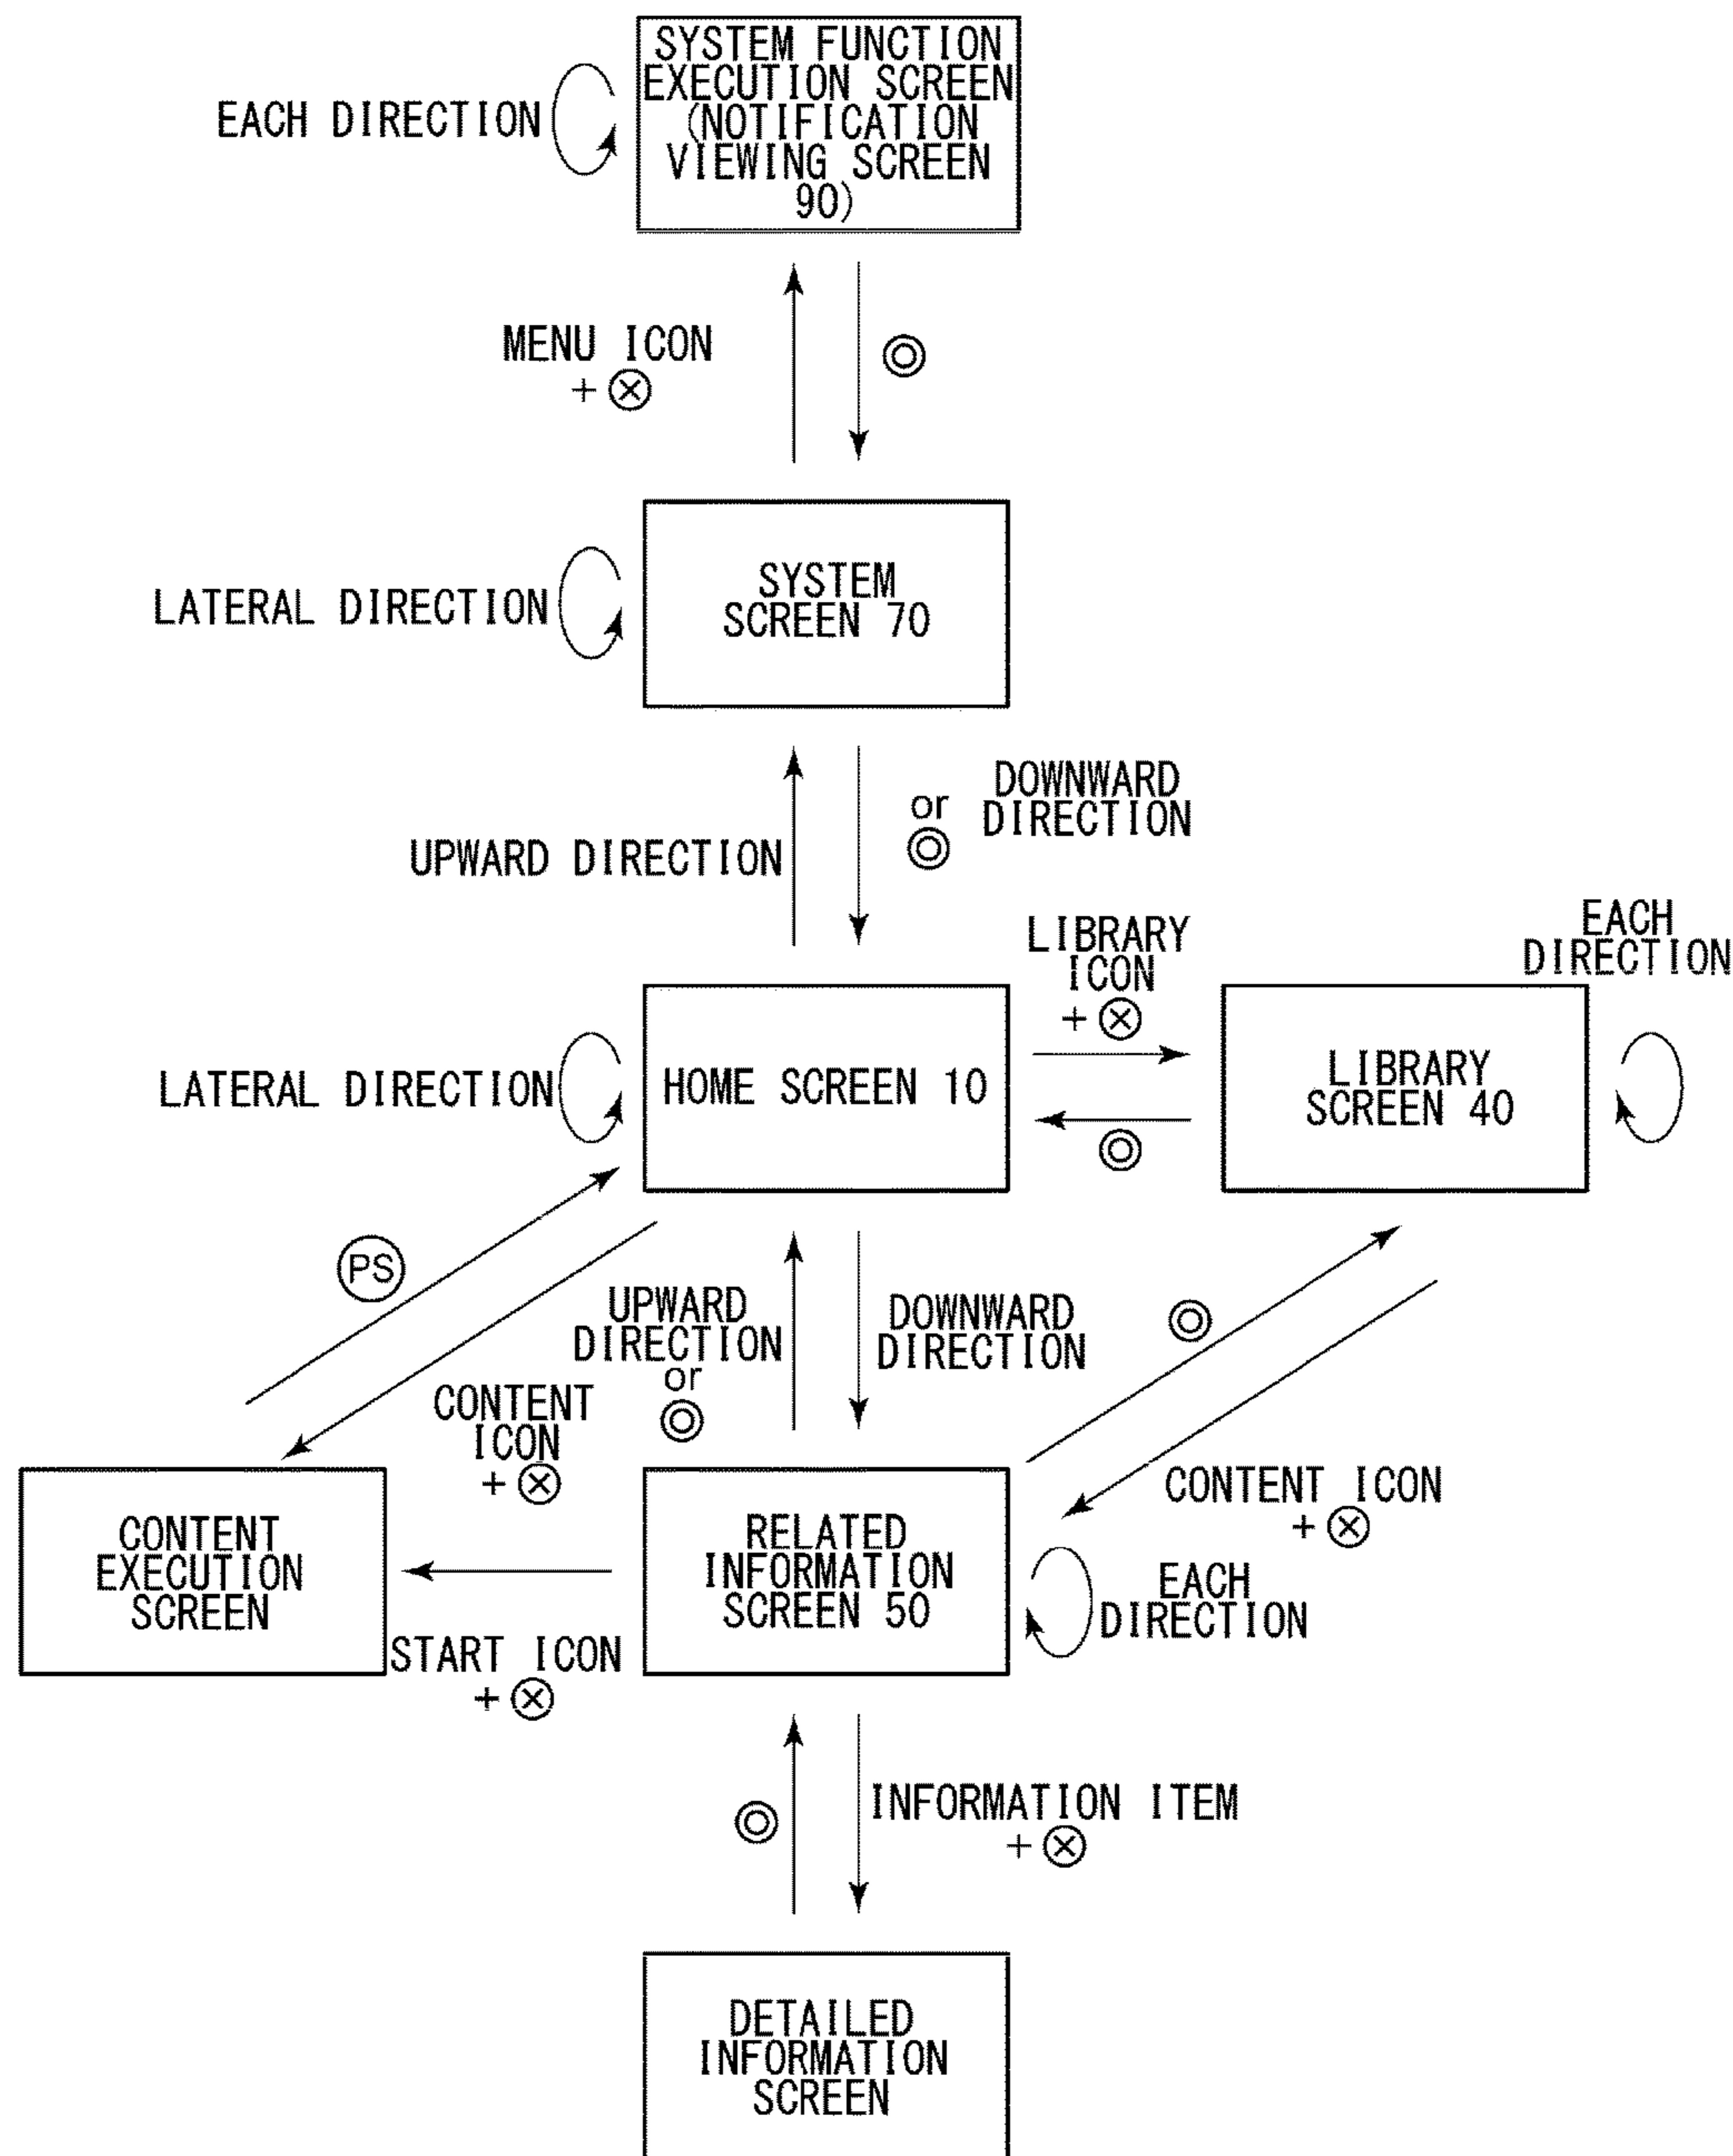 SYSTEM FUNCTION
EXECUTION SCREEN
(NOTIFICATION
VIEWING SCREEN
90)
EACH DIRECTION
MENU ICON
+ ⊗
◎
SYSTEM
SCREEN 70
LATERAL DIRECTION
UPWARD DIRECTION
or
◎
DOWNWARD
DIRECTION
LIBRARY
ICON
+ ⊗
EACH
DIRECTION
LATERAL DIRECTION
HOME SCREEN 10
◎
LIBRARY
SCREEN 40
PS
UPWARD
DIRECTION
or
◎
DOWNWARD
DIRECTION
◎
CONTENT
ICON
+ ⊗
CONTENT ICON
+ ⊗
CONTENT
EXECUTION
SCREEN
RELATED
INFORMATION
SCREEN 50
EACH
DIRECTION
START ICON
+ ⊗
◎
INFORMATION ITEM
+ ⊗
DETAILED
INFORMATION
SCREEN